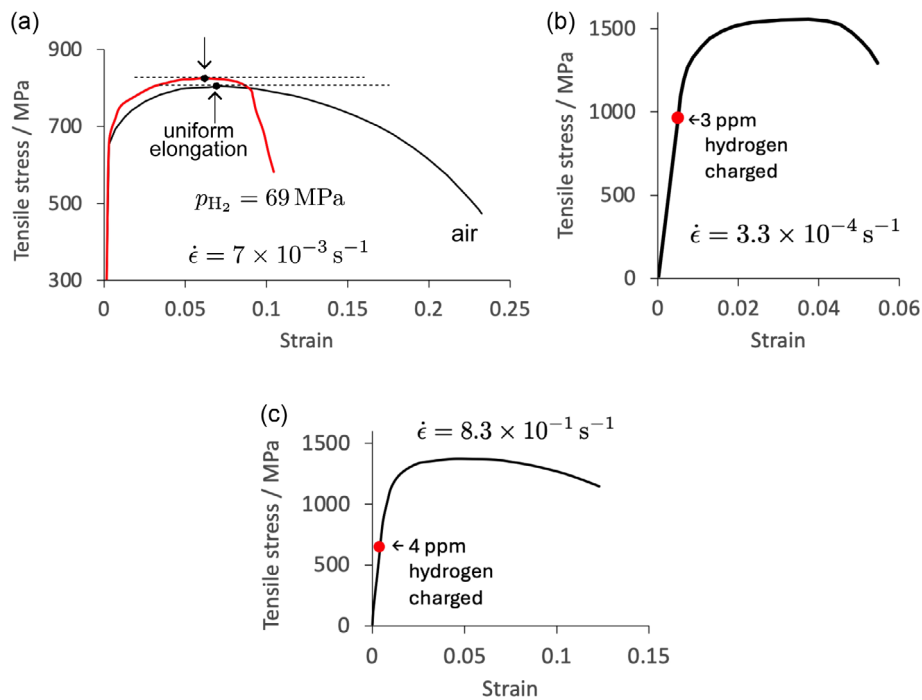 (a)
Tensile stress / MPa
900
700
500
300
uniform
elongation
p_{H_2} = 69 MPa
air
ϵ̇ = 7 × 10⁻³ s⁻¹
0 0.05 0.1 0.15 0.2 0.25
Strain
(b)
Tensile stress / MPa
1500
1000
500
0
←3 ppm
hydrogen
charged
ϵ̇ = 3.3 × 10⁻⁴ s⁻¹
0 0.02 0.04 0.06
Strain
(c)
ϵ̇ = 8.3 × 10⁻¹ s⁻¹
Tensile stress / MPa
1500
1000
500
0
← 4 ppm
hydrogen
charged
0 0.05 0.1 0.15
Strain